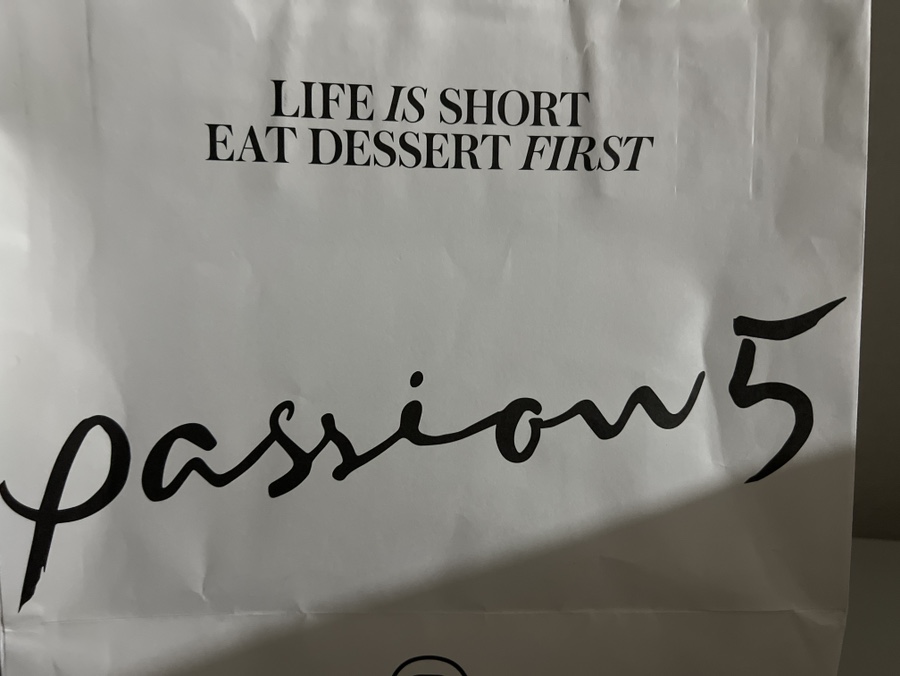 LIFE IS SHORT
EAT DESSERT FIRST
passion5